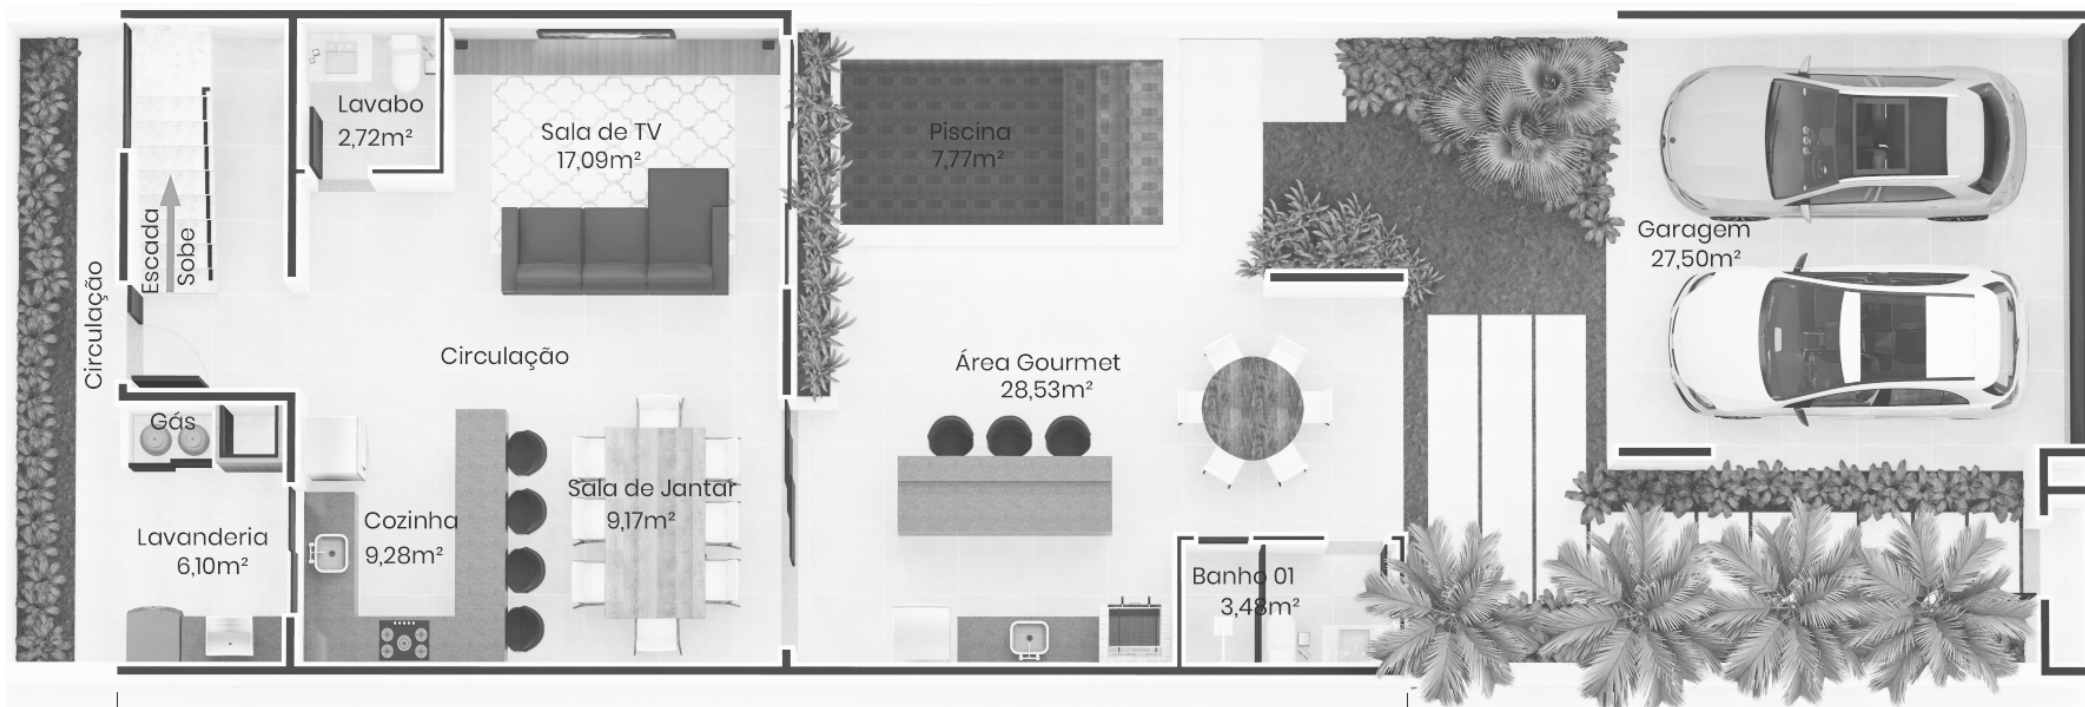 Lavabo
2,72m²
Sala de TV
17,09m²
Piscina
7,77m²
Escada
Sobe
Circulação
Circulação
Garagem
27,50m²
Área Gourmet
28,53m²
Gás
Sala de Jantar
9,17m²
Cozinha
9,28m²
Lavanderia
6,10m²
Banho 01
3,48m²